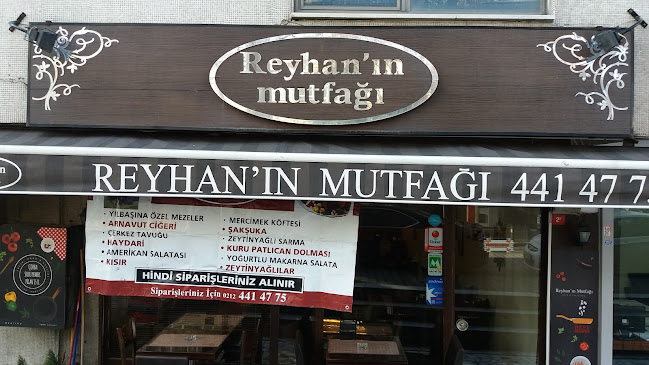 Reyhan'ın
mutfağı
REYHAN'IN MUTFAĞI 441 47 75
• YILBAŞINA ÖZEL MEZELER
• ARNAVUT CİĞERİ
• ÇERKEZ TAVUĞU
• HAYDARİ
• AMERİKAN SALATASI
• KISIR
• MERCİMEK KÖFTESİ
• ŞAKŞUKA
• ZEYTİNYAĞLI SARMA
• KURU PATLICAN DOLMASI
• YOĞURTLU MAKARNA SALATA
• ZEYTİNYAĞLILAR
HİNDİ SİPARİŞLERİNİZ ALINIR
Siparişleriniz İçin 0212 441 47 75
Reyhan'ın Mutfağı